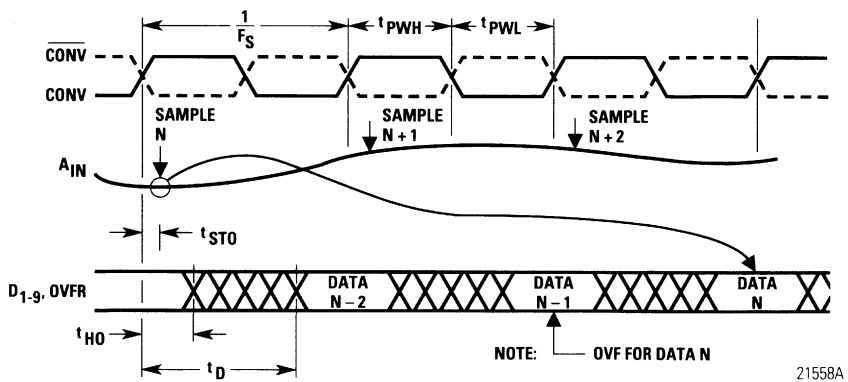 1
F_S
t_PWH
t_PWL
CONV
CONV
SAMPLE
N
SAMPLE
N + 1
SAMPLE
N + 2
A_IN
t_STO
D_1-9, OVFR
DATA
N – 2
DATA
N–1
DATA
N
t_HO
t_D
NOTE:
OVF FOR DATA N
21558A